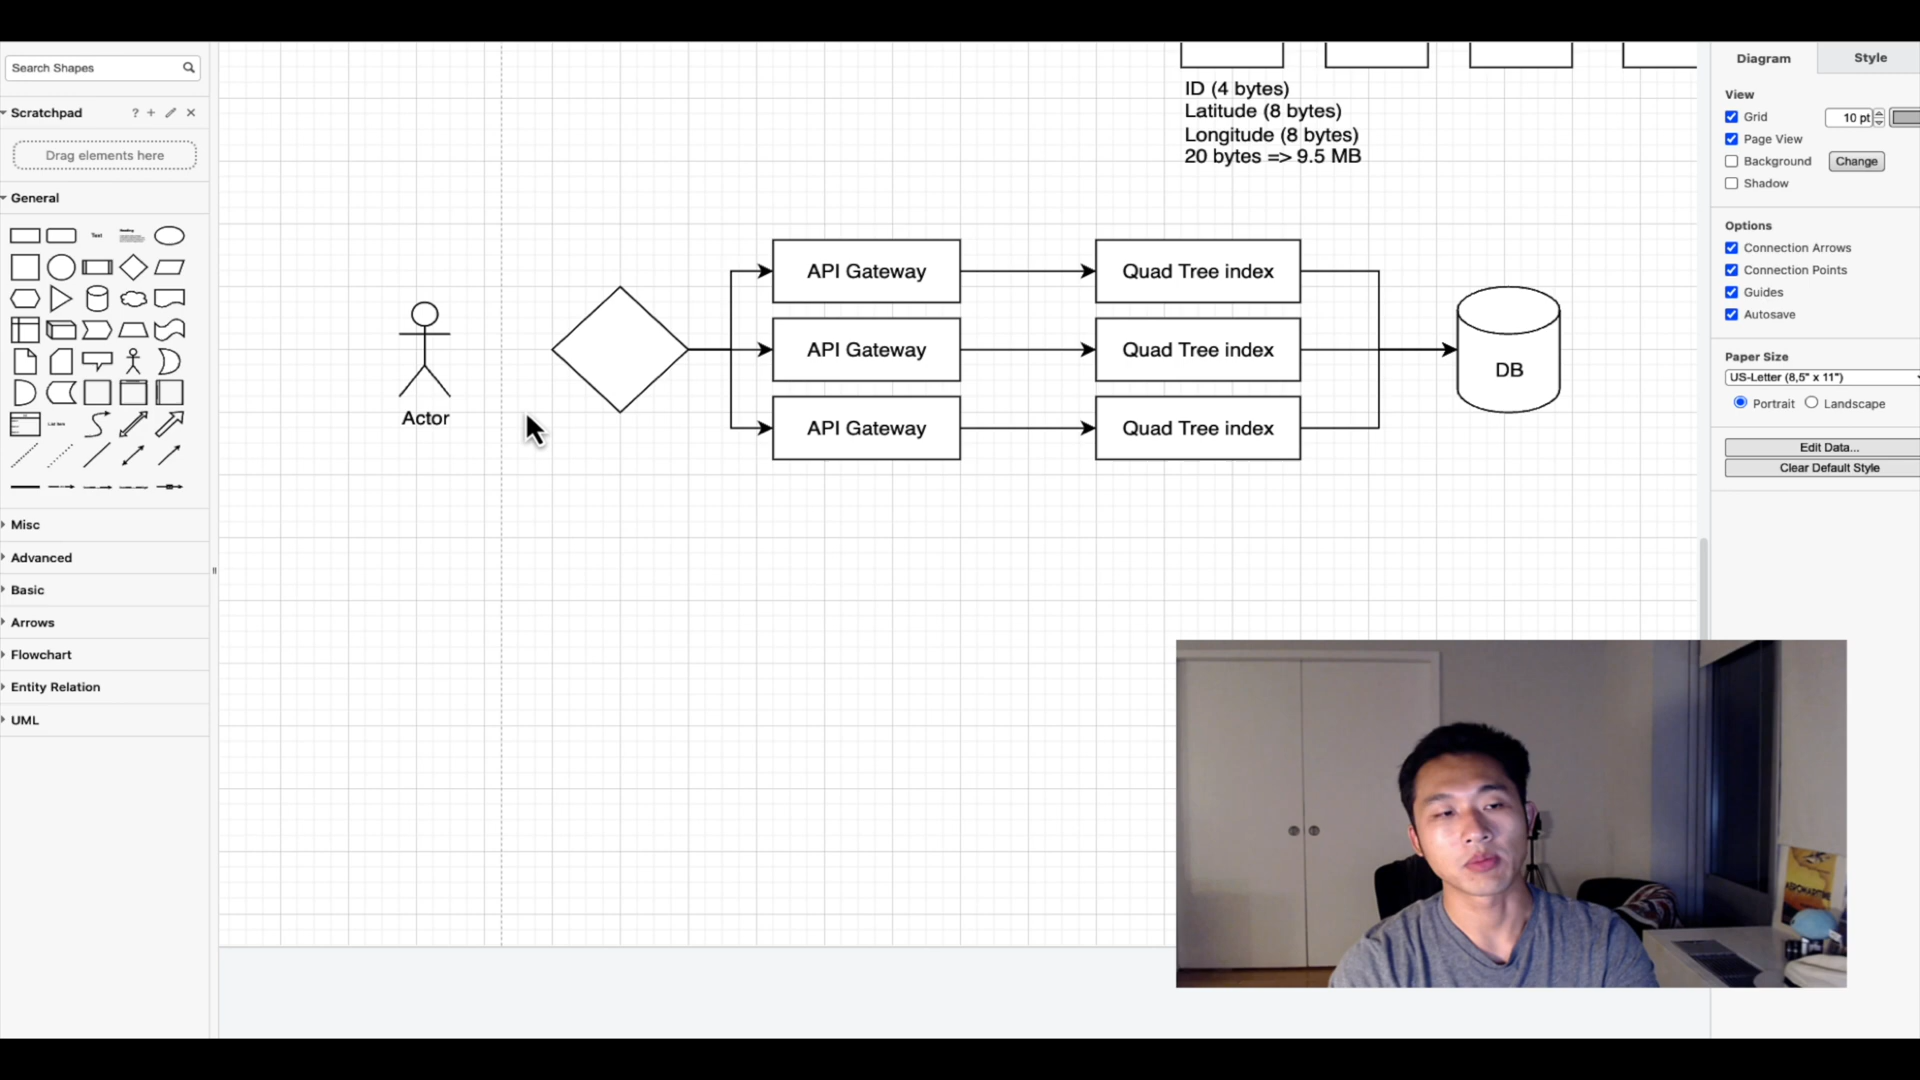 Search Shapes
Scratchpad
? +
Drag elements here
General
Text
Heading
List Item
Misc
Advanced
Basic
Arrows
Flowchart
Entity Relation
UML
ID (4 bytes)
Latitude (8 bytes)
Longitude (8 bytes)
20 bytes => 9.5 MB
Actor
API Gateway
API Gateway
API Gateway
Quad Tree index
Quad Tree index
Quad Tree index
DB
Diagram
Style
View
Grid
10 pt
Page View
Background
Change
Shadow
Options
Connection Arrows
Connection Points
Guides
Autosave
Paper Size
US-Letter (8,5" x 11")
Portrait
Landscape
Edit Data...
Clear Default Style